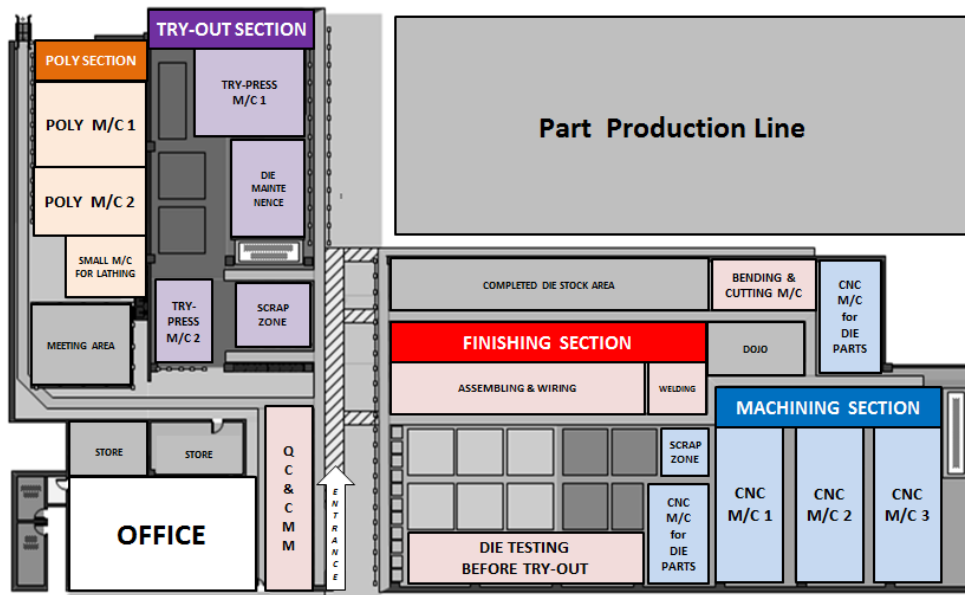 TRY-OUT SECTION
POLY SECTION
TRY-PRESS
M/C 1
POLY M/C 1
Part Production Line
DIE
MAINTE
NENCE
POLY M/C 2
SMALL M/C
FOR LATHING
TRY-
PRESS
M/C 2
SCRAP
ZONE
MEETING AREA
COMPLETED DIE STOCK AREA
BENDING &
CUTTING M/C
CNC
M/C
for
DIE
PARTS
FINISHING SECTION
DOJO
ASSEMBLING & WIRING
WELDING
MACHINING SECTION
STORE
STORE
Q
C
&
C
M
M
ENTRANCE
OFFICE
SCRAP
ZONE
CNC
M/C
for
DIE
PARTS
CNC
M/C 1
CNC
M/C 2
CNC
M/C 3
DIE TESTING
BEFORE TRY-OUT